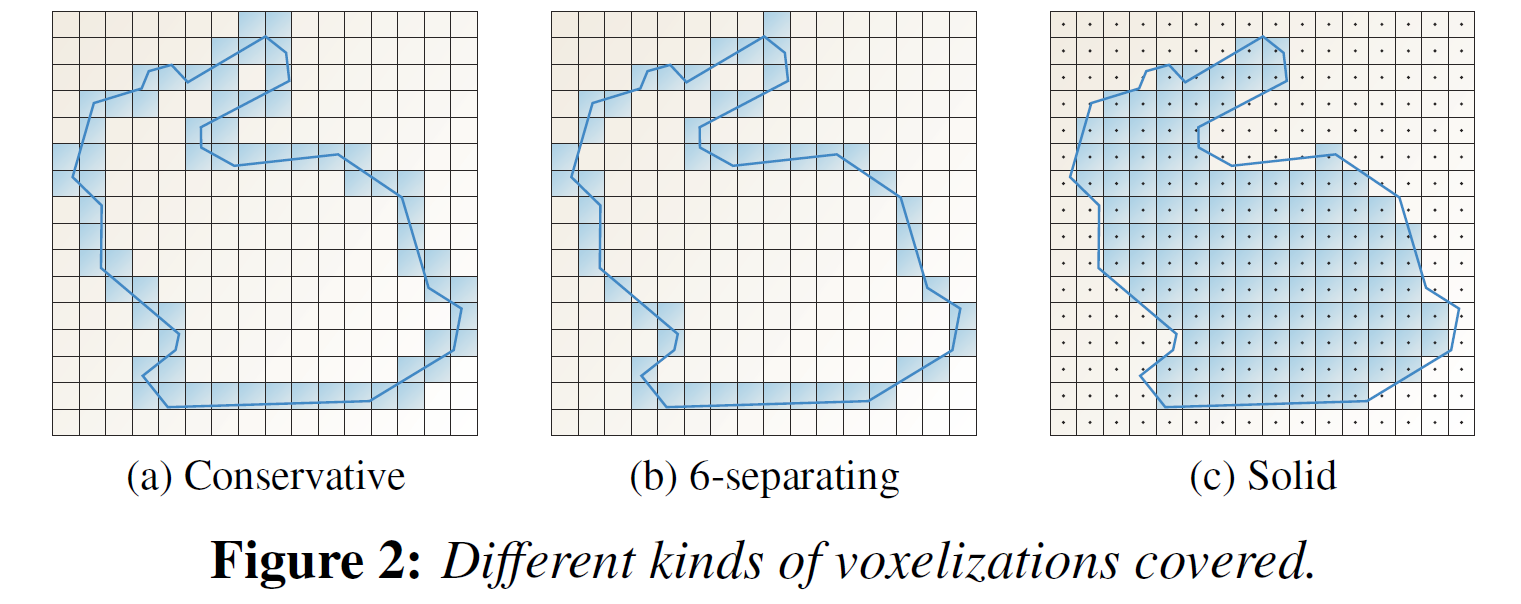 (a) Conservative
(b) 6-separating
(c) Solid
Figure 2: Different kinds of voxelizations covered.